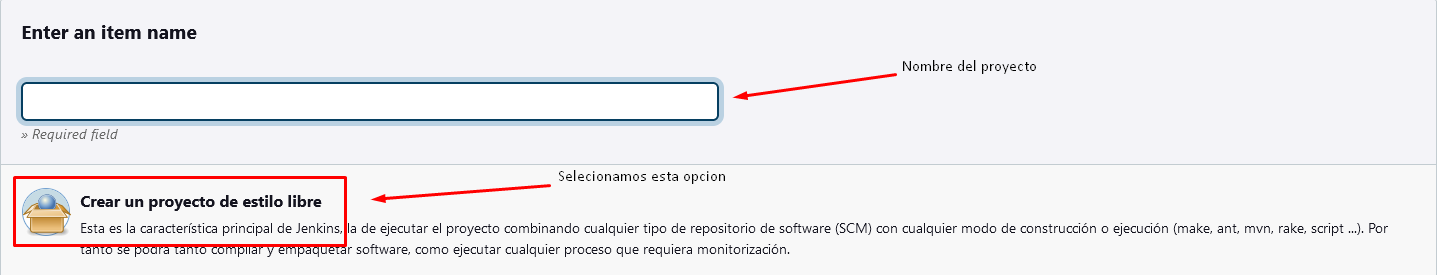 Enter an item name
Nombre del proyecto
» Required field
Selecionamos esta opcion
Crear un proyecto de estilo libre
Esta es la característica principal de Jenkins, la de ejecutar el proyecto combinando cualquier tipo de repositorio de software (SCM) con cualquier modo de construcción o ejecución (make, ant, mvn, rake, script ...). Por
tanto se podrá tanto compilar y empaquetar software, como ejecutar cualquier proceso que requiera monitorización.